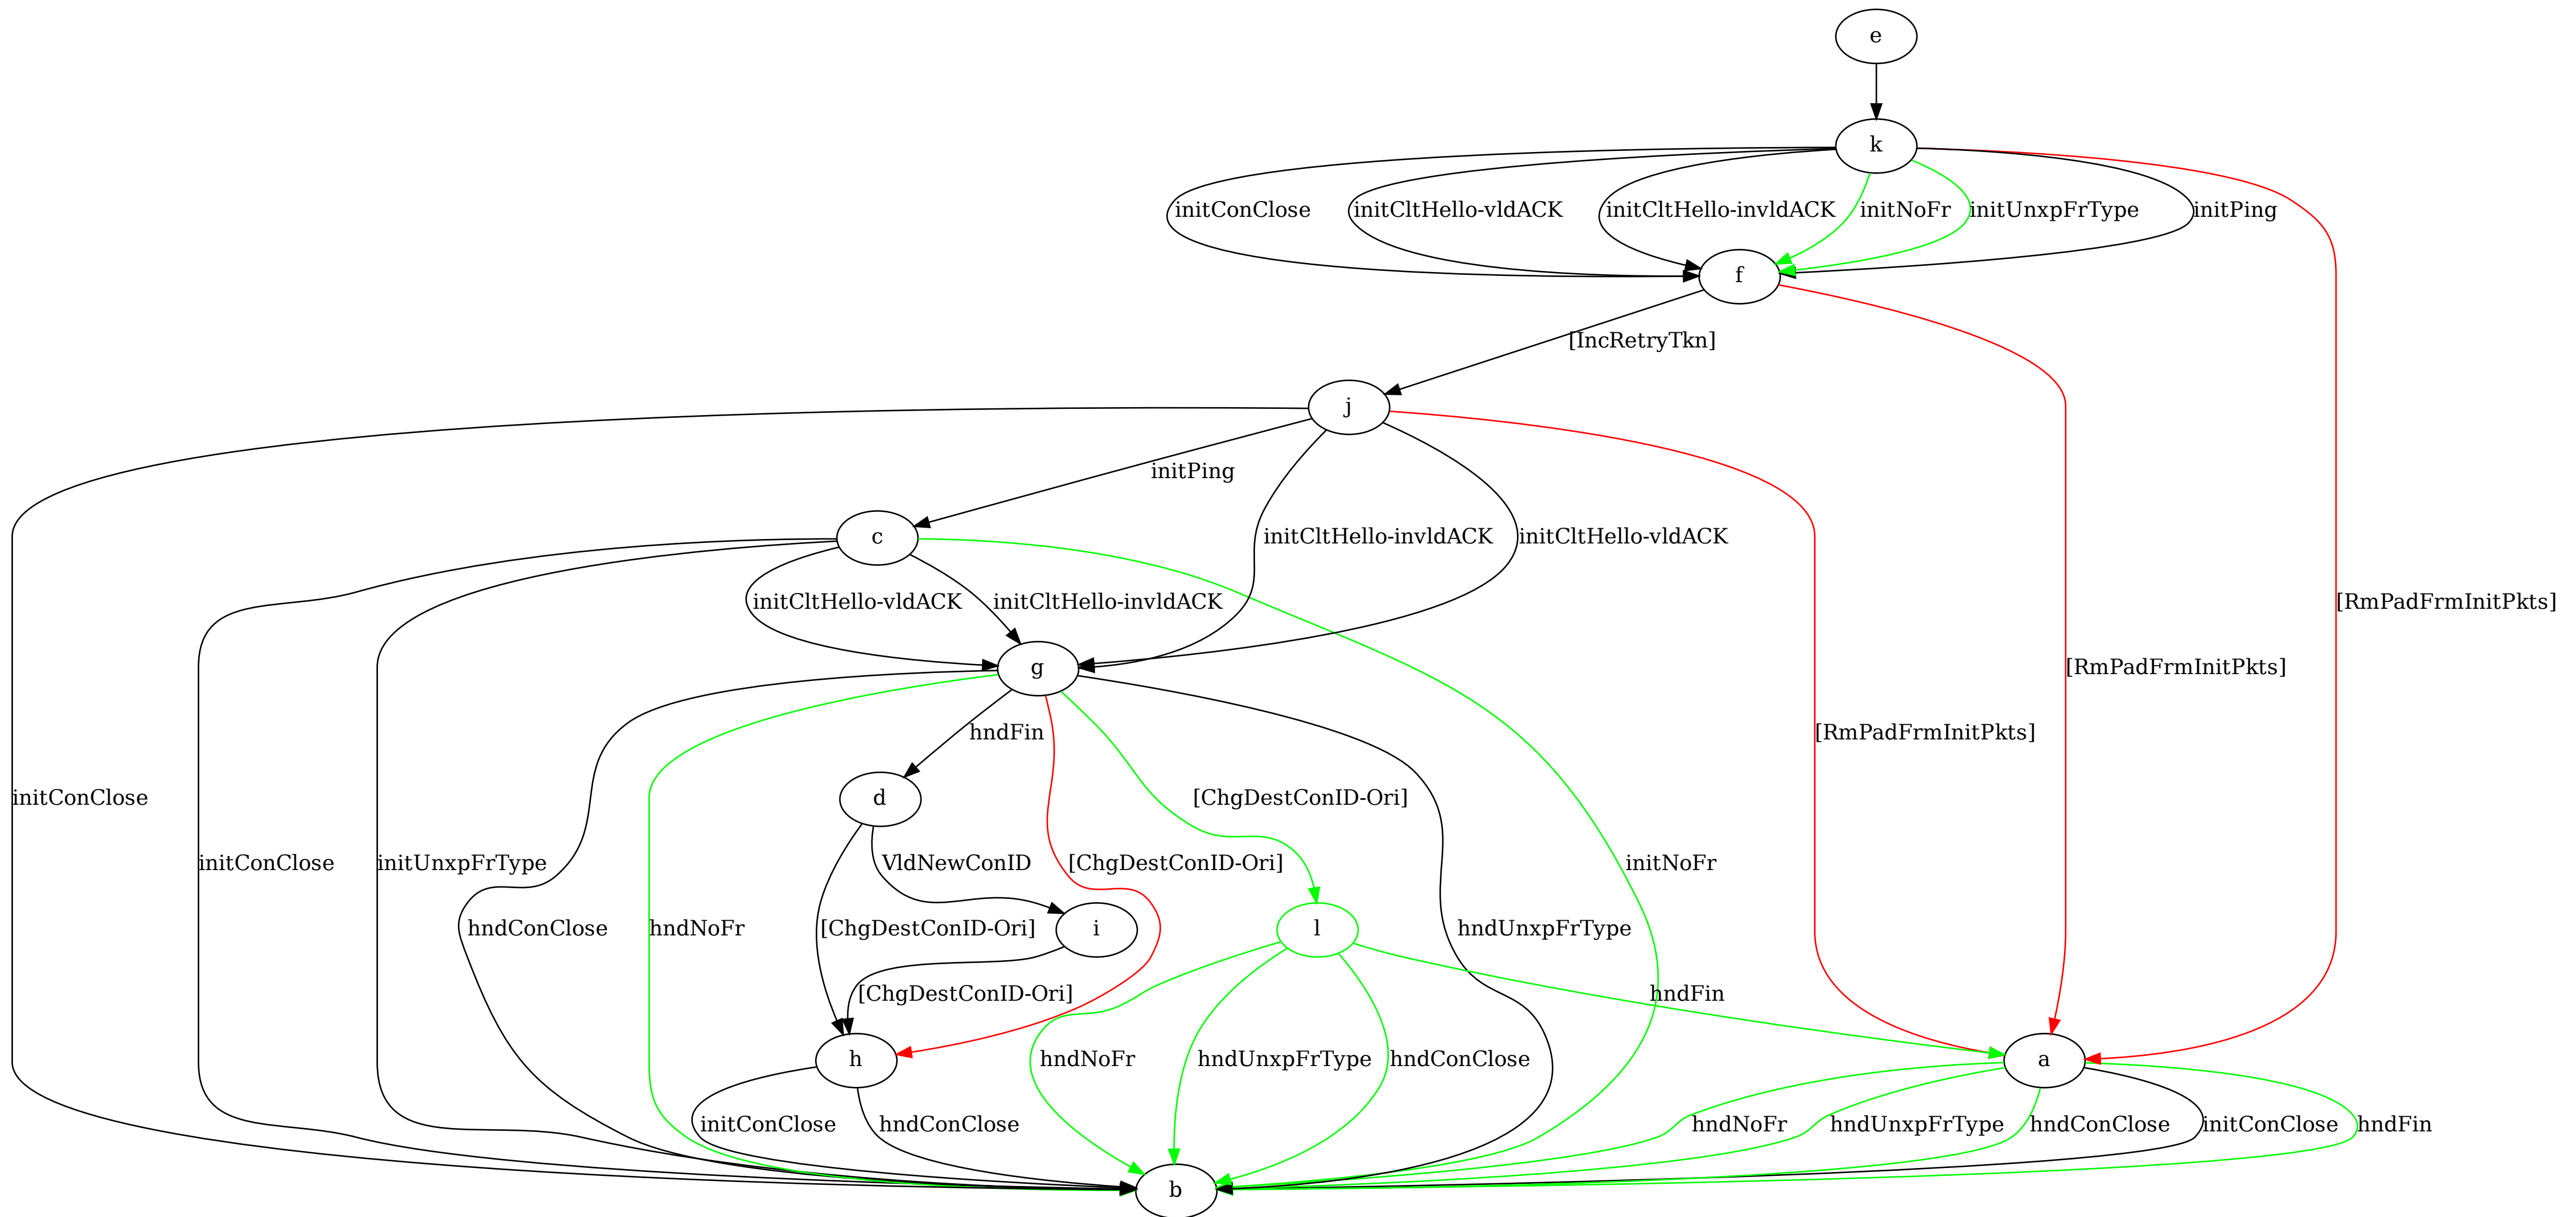 e
k
initConClose
initCltHello-vldACK
initCltHello-invldACK
initNoFr
initUnxpFrType
initPing
f
[IncRetryTkn]
j
initPing
c
initCltHello-invldACK
initCltHello-vldACK
initCltHello-vldACK
initCltHello-invldACK
[RmPadFrmInitPkts]
g
[RmPadFrmInitPkts]
hndFin
[RmPadFrmInitPkts]
initConClose
d
[ChgDestConID-Ori]
initConClose
initUnxpFrType
VldNewConID
[ChgDestConID-Ori]
initNoFr
hndConClose
hndNoFr
[ChgDestConID-Ori]
i
l
hndUnxpFrType
[ChgDestConID-Ori]
hndFin
h
hndNoFr
hndUnxpFrType
hndConClose
a
initConClose
hndConClose
hndNoFr
hndUnxpFrType
hndConClose
initConClose
hndFin
b